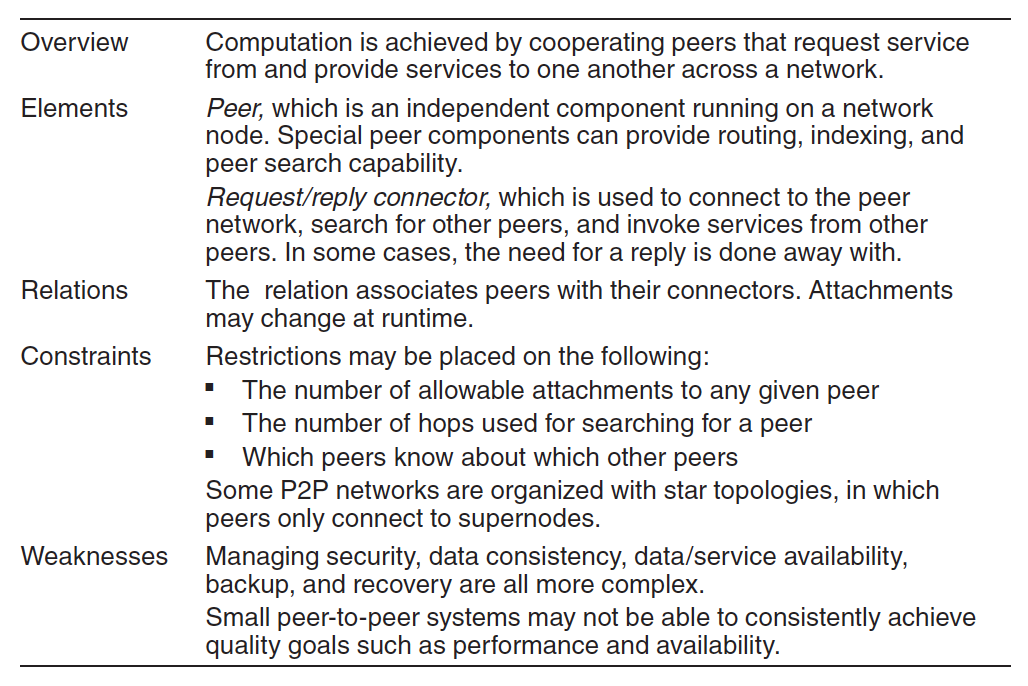 Overview Computation is achieved by cooperating peers that request service
from and provide services to one another across a network.
Elements Peer, which is an independent component running on a network
node. Special peer components can provide routing, indexing, and
peer search capability.
Request/reply connector, which is used to connect to the peer
network, search for other peers, and invoke services from other
peers. In some cases, the need for a reply is done away with.
Relations The relation associates peers with their connectors. Attachments
may change at runtime.
Constraints Restrictions may be placed on the following:
▪ The number of allowable attachments to any given peer
▪ The number of hops used for searching for a peer
▪ Which peers know about which other peers
Some P2P networks are organized with star topologies, in which
peers only connect to supernodes.
Weaknesses Managing security, data consistency, data/service availability,
backup, and recovery are all more complex.
Small peer-to-peer systems may not be able to consistently achieve
quality goals such as performance and availability.